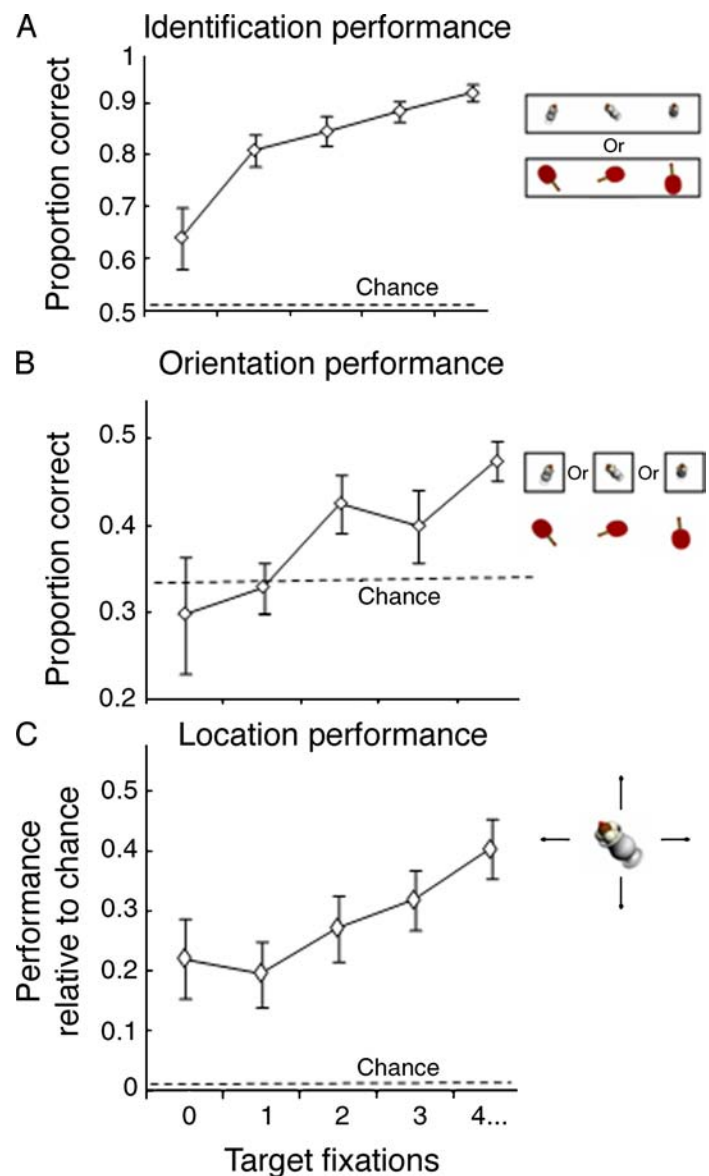 A
Identification performance
Proportion correct
1
0.9
0.8
0.7
0.6
0.5
Chance
Or
B
Orientation performance
Proportion correct
0.5
0.4
0.3
0.2
Chance
Or
Or
C
Location performance
Performance
relative to chance
0.5
0.4
0.3
0.2
0.1
0
Chance
0 1 2 3 4...
Target fixations